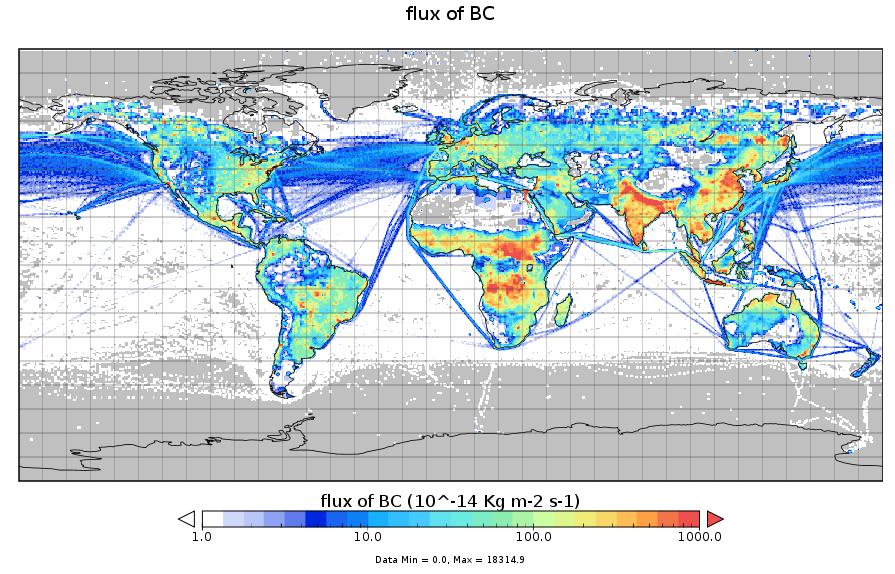 flux of BC
flux of BC (10^-14 Kg m-2 s-1)
1.0 10.0 100.0 1000.0
Data Min = 0.0, Max = 18314.9